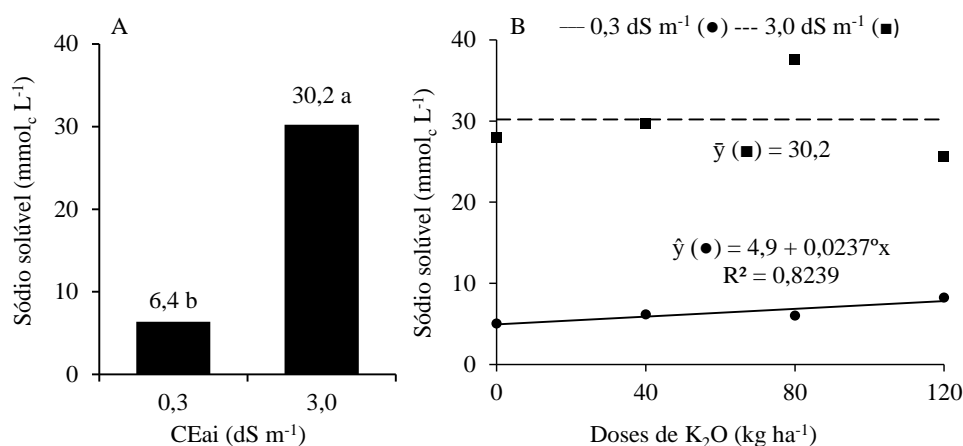 A
Sódio solúvel (mmol_c L⁻¹)
40
30
20
10
0
30,2 a
6,4 b
0,3 3,0
CEai (dS m⁻¹)
B — 0,3 dS m⁻¹ (●) --- 3,0 dS m⁻¹ (■)
Sódio solúvel (mmol_c L⁻¹)
40
30
20
10
0
ȳ (■) = 30,2
ŷ (●) = 4,9 + 0,0237ºx
R² = 0,8239
0 40 80 120
Doses de K₂O (kg ha⁻¹)